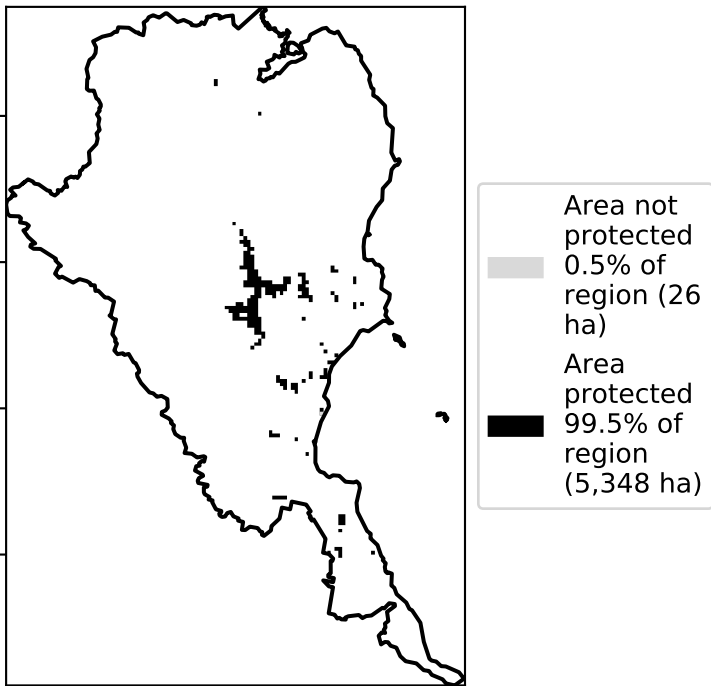 Area not
protected
0.5% of
region (26
ha)
Area
protected
99.5% of
region
(5,348 ha)